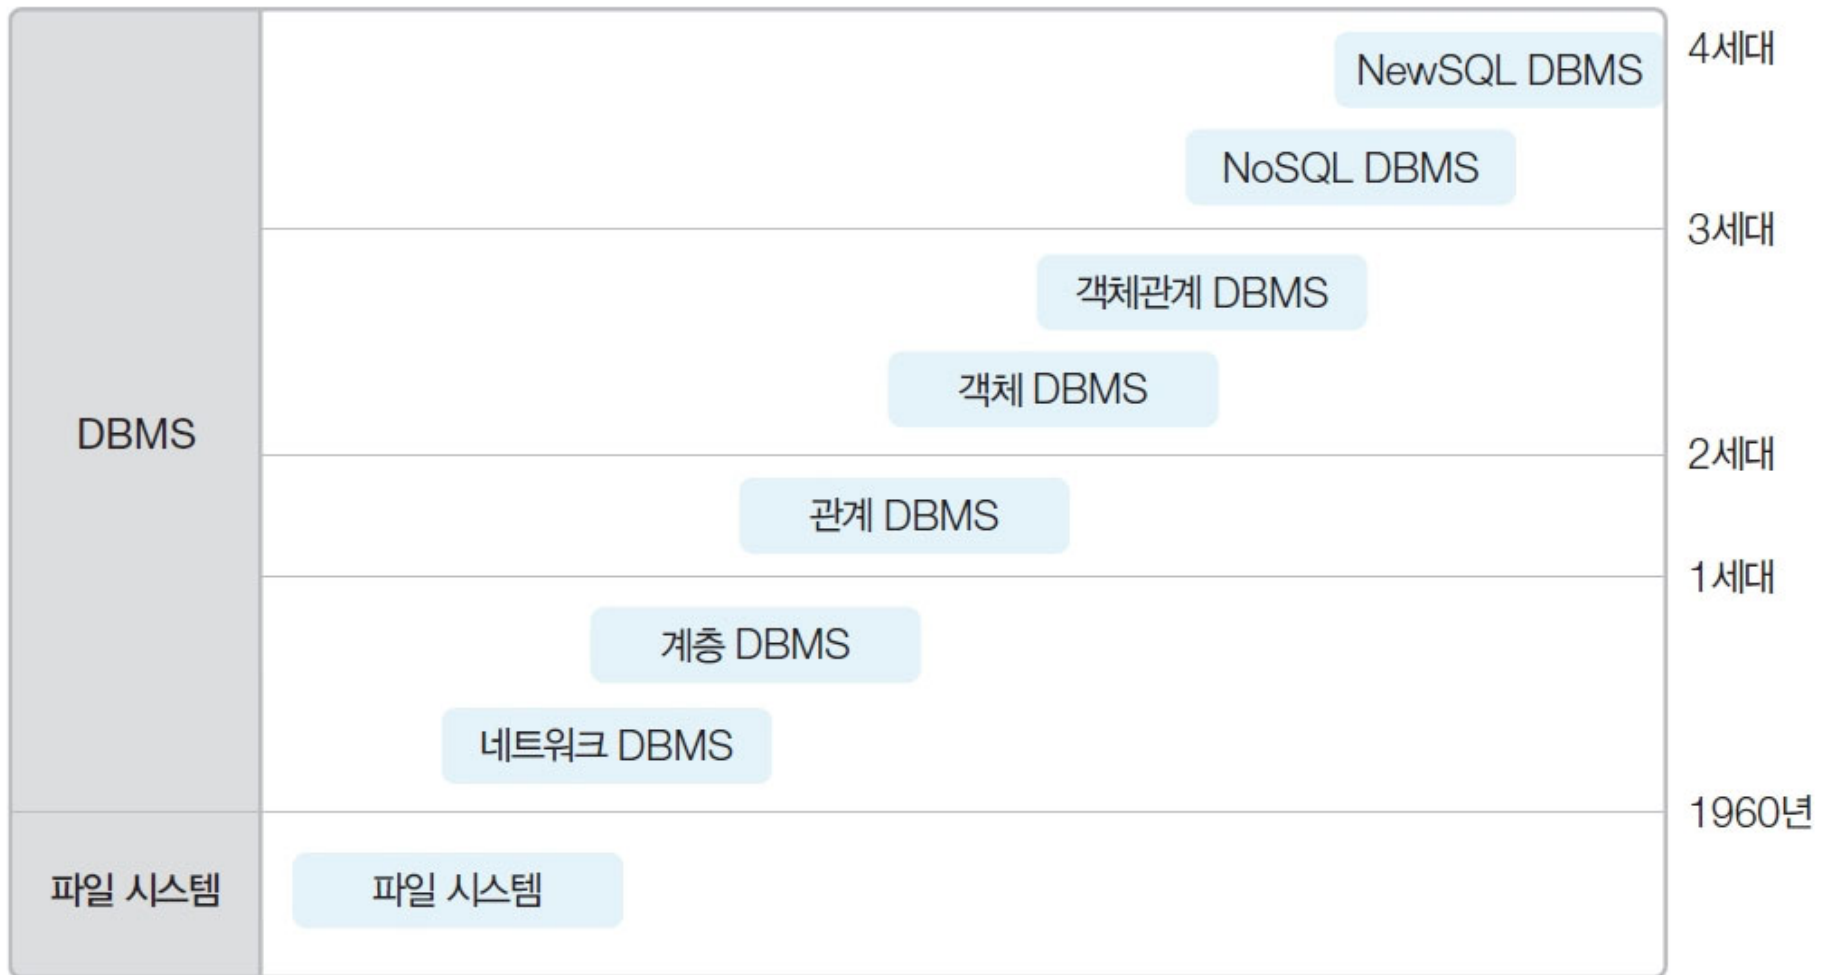 4세대
NewSQL DBMS
NoSQL DBMS
3세대
객체관계 DBMS
객체 DBMS
DBMS
2세대
관계 DBMS
1세대
계층 DBMS
네트워크 DBMS
1960년
파일 시스템
파일 시스템